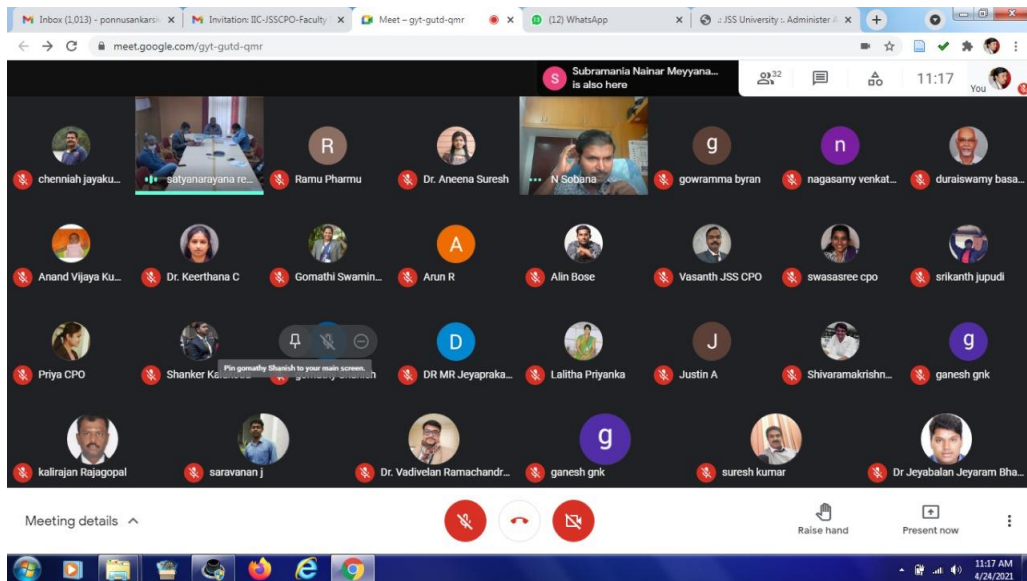 Inbox (1,013) - ponnusankarsi
Invitation: IIC-JSSCPO-Faculty
Meet – gyt-gutd-qmr
(12) WhatsApp
.: JSS University :. Administer A
meet.google.com/gyt-gutd-qmr
S
Subramania Nainar Meyyana...
is also here
32
11:17
You
chenniah jayaku...
satyanarayana re...
R
Ramu Pharmu
Dr. Aneena Suresh
N Sobana
g
gowramma byran
n
nagasamy venkat...
duraiswamy basa...
Anand Vijaya Ku...
Dr. Keerthana C
Gomathi Swamin...
A
Arun R
Alin Bose
Vasanth JSS CPO
swasasree cpo
srikanth jupudi
Priya CPO
Shanker
Pin gomathy Shanish to your main screen.
D
DR MR Jeyapraka...
Lalitha Priyanka
J
Justin A
Shivaramakrishn...
g
ganesh gnk
kalirajan Rajagopal
saravanan j
Dr. Vadivelan Ramachandr...
g
ganesh gnk
suresh kumar
Dr Jeyabalan Jeyaram Bha...
Meeting details
Raise hand
Present now
11:17 AM
4/24/2021